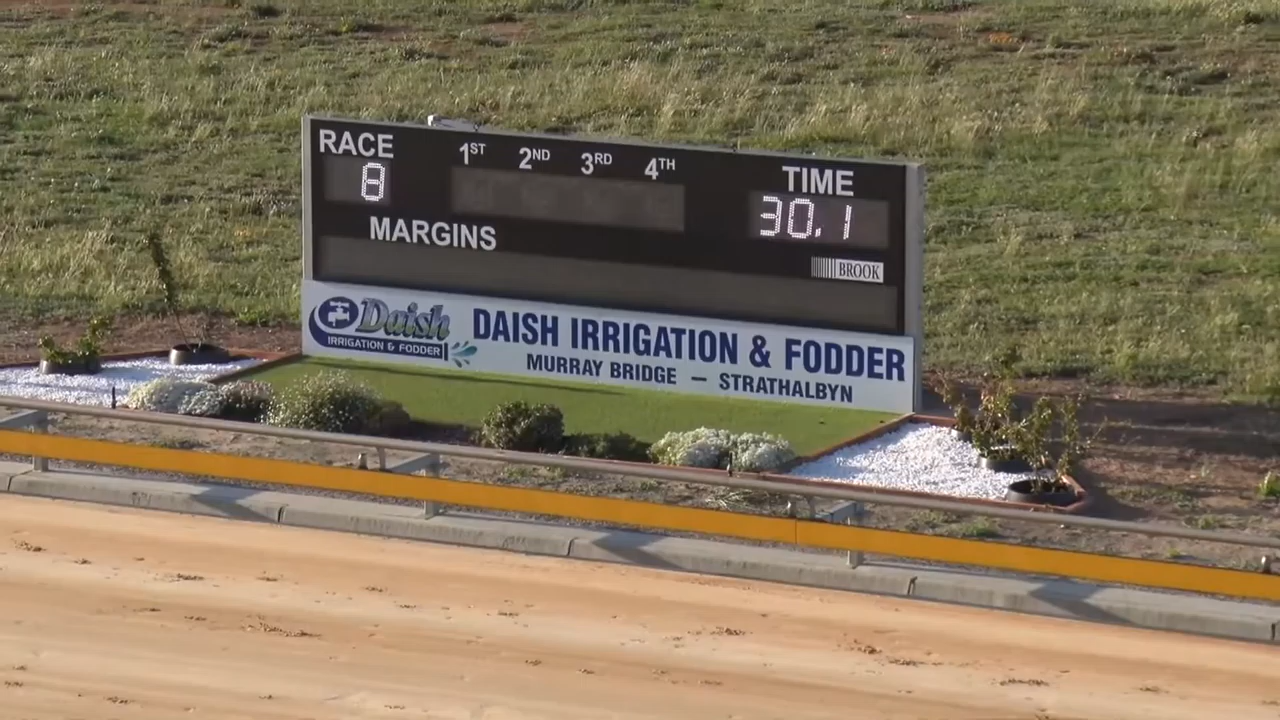 RACE 1ST 2ND 3RD 4TH TIME
8 30.1
MARGINS
BROOK
Daish
IRRIGATION & FODDER
DAISH IRRIGATION & FODDER
MURRAY BRIDGE — STRATHALBYN